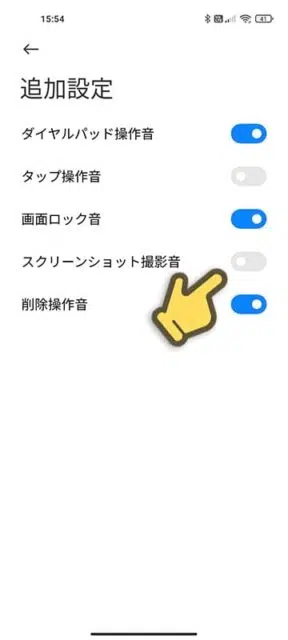 15:54
41
追加設定
ダイヤルパッド操作音
タップ操作音
画面ロック音
スクリーンショット撮影音
削除操作音